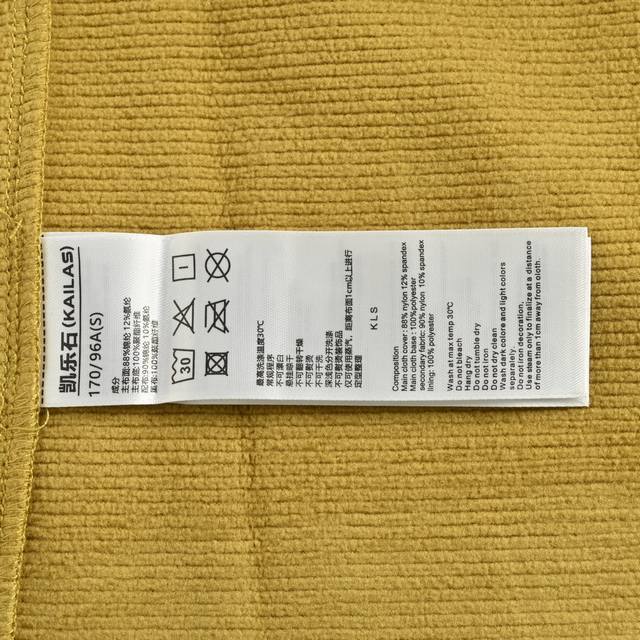 凯乐石(KAILAS)
170/96A(S)
成分
主布面:88%锦纶 12%氨纶
主布底:100%聚酯纤维
配布:90%锦纶 10%氨纶
里布:100%聚酯纤维
30
最高洗涤温度30℃
常规程序
不可漂白
悬挂晾干
不可翻转干燥
不可熨烫
不可干洗
深浅色分开洗涤
不可熨烫装饰品
仅可使用蒸汽，距离布面1cm以上进行
定型整理
KLS
Composition
Main cloth cover : 88% nylon 12% spandex
Main cloth base : 100%polyester
secondary fabric: 90% nylon 10% spandex
lining: 100% polyester
Wash at max temp 30℃
Do not bleach
Hang dry
Do not tumble dry
Do not iron
Do not dry clean
Wash dark colore and light colors
separately.
Do not iron decoration,
Use steam only to finalize at a distance
of more than 1cm away from oloth.